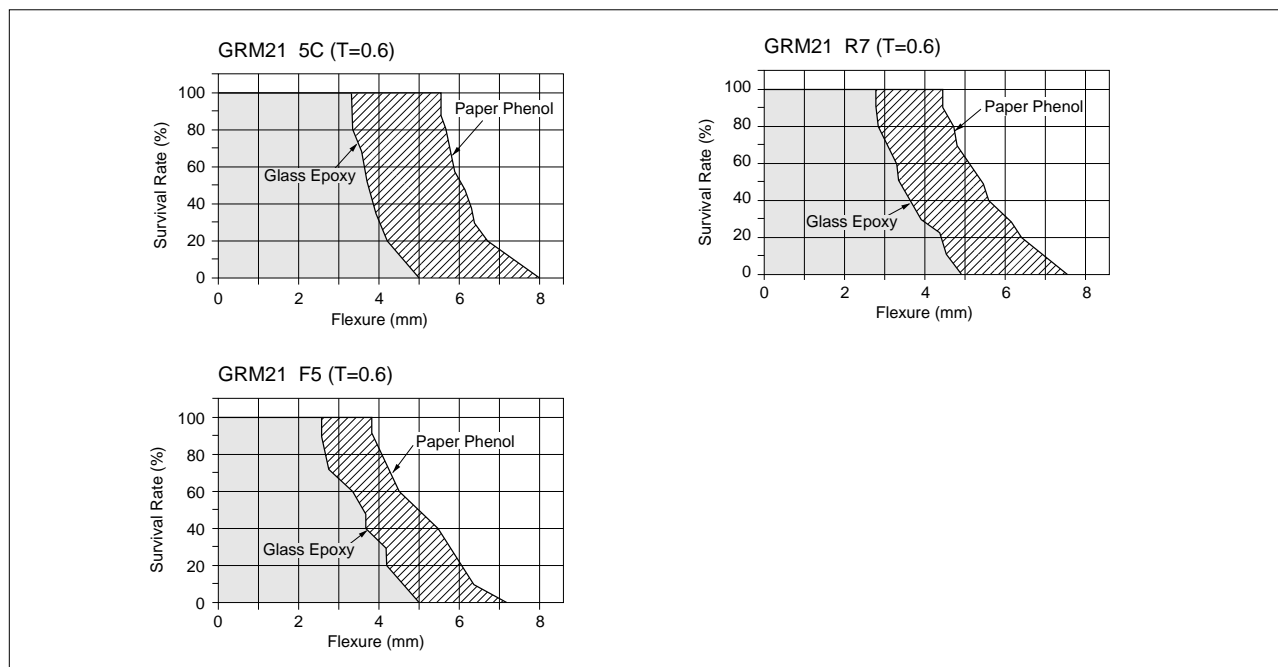 GRM21 5C (T=0.6)
Survival Rate (%)
100
80
60
40
20
0
Paper Phenol
Glass Epoxy
0 2 4 6 8
Flexure (mm)
GRM21 R7 (T=0.6)
Survival Rate (%)
100
80
60
40
20
0
Paper Phenol
Glass Epoxy
0 2 4 6 8
Flexure (mm)
GRM21 F5 (T=0.6)
Survival Rate (%)
100
80
60
40
20
0
Paper Phenol
Glass Epoxy
0 2 4 6 8
Flexure (mm)